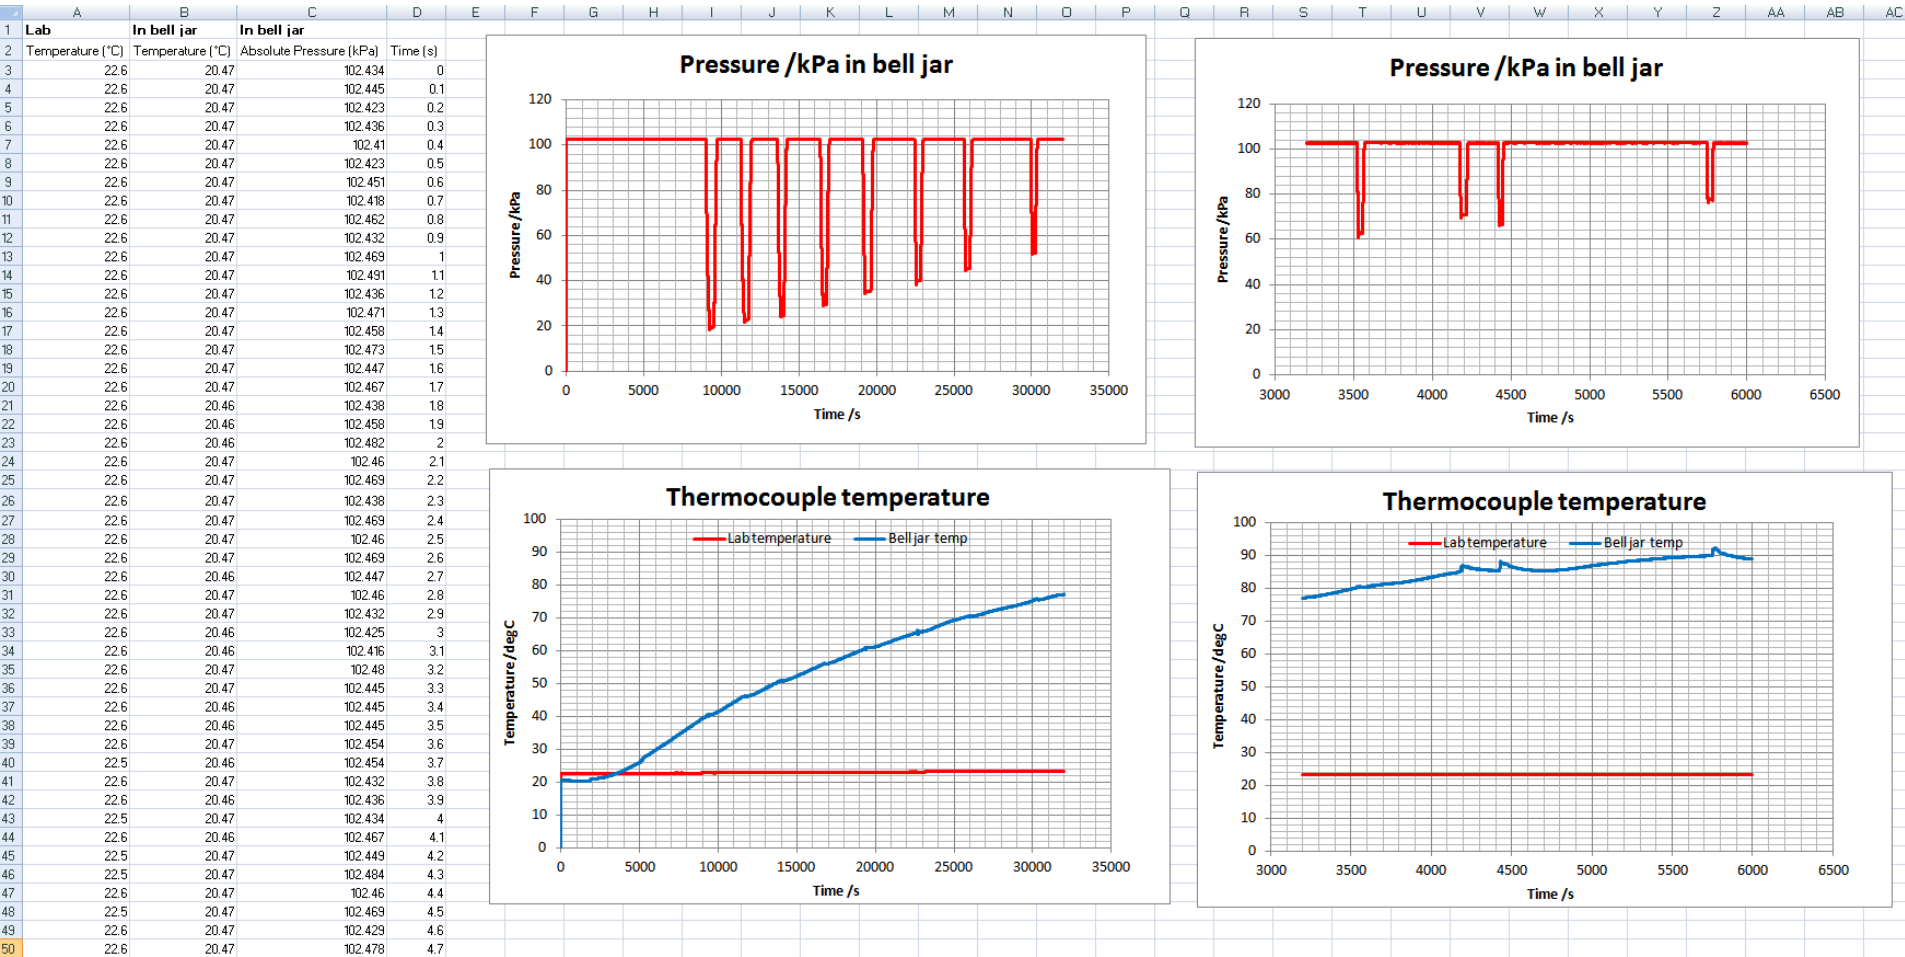 A B C D E F G H I J K L M N O P Q R S T U V W X Y Z AA AB AC
1 Lab In bell jar In bell jar
2 Temperature (°C) Temperature (°C) Absolute Pressure (kPa) Time (s)
3 22.6 20.47 102.434 0
4 22.6 20.47 102.445 0.1
5 22.6 20.47 102.423 0.2
6 22.6 20.47 102.436 0.3
7 22.6 20.47 102.41 0.4
8 22.6 20.47 102.423 0.5
9 22.6 20.47 102.451 0.6
10 22.6 20.47 102.418 0.7
11 22.6 20.47 102.462 0.8
12 22.6 20.47 102.432 0.9
13 22.6 20.47 102.469 1
14 22.6 20.47 102.491 1.1
15 22.6 20.47 102.436 1.2
16 22.6 20.47 102.471 1.3
17 22.6 20.47 102.458 1.4
18 22.6 20.47 102.473 1.5
19 22.6 20.47 102.447 1.6
20 22.6 20.47 102.467 1.7
21 22.6 20.46 102.438 1.8
22 22.6 20.46 102.458 1.9
23 22.6 20.46 102.482 2
24 22.6 20.47 102.46 2.1
25 22.6 20.47 102.469 2.2
26 22.6 20.47 102.438 2.3
27 22.6 20.47 102.469 2.4
28 22.6 20.47 102.46 2.5
29 22.6 20.47 102.469 2.6
30 22.6 20.46 102.447 2.7
31 22.6 20.47 102.46 2.8
32 22.6 20.47 102.432 2.9
33 22.6 20.46 102.425 3
34 22.6 20.46 102.416 3.1
35 22.6 20.47 102.48 3.2
36 22.6 20.47 102.445 3.3
37 22.6 20.46 102.445 3.4
38 22.6 20.46 102.445 3.5
39 22.6 20.47 102.454 3.6
40 22.5 20.46 102.454 3.7
41 22.6 20.47 102.432 3.8
42 22.6 20.46 102.436 3.9
43 22.5 20.47 102.434 4
44 22.6 20.46 102.467 4.1
45 22.5 20.47 102.449 4.2
46 22.5 20.47 102.484 4.3
47 22.6 20.47 102.46 4.4
48 22.5 20.47 102.469 4.5
49 22.6 20.47 102.429 4.6
50 22.6 20.47 102.478 4.7
Pressure /kPa in bell jar
120
100
80
60
40
20
0
Pressure /kPa
0 5000 10000 15000 20000 25000 30000 35000
Time /s
Pressure /kPa in bell jar
120
100
80
60
40
20
0
Pressure /kPa
3000 3500 4000 4500 5000 5500 6000 6500
Time /s
Thermocouple temperature
Lab temperature Bell jar temp
100
90
80
70
60
50
40
30
20
10
0
Temperature /degC
0 5000 10000 15000 20000 25000 30000 35000
Time /s
Thermocouple temperature
Lab temperature Bell jar temp
100
90
80
70
60
50
40
30
20
10
0
Temperature /degC
3000 3500 4000 4500 5000 5500 6000 6500
Time /s